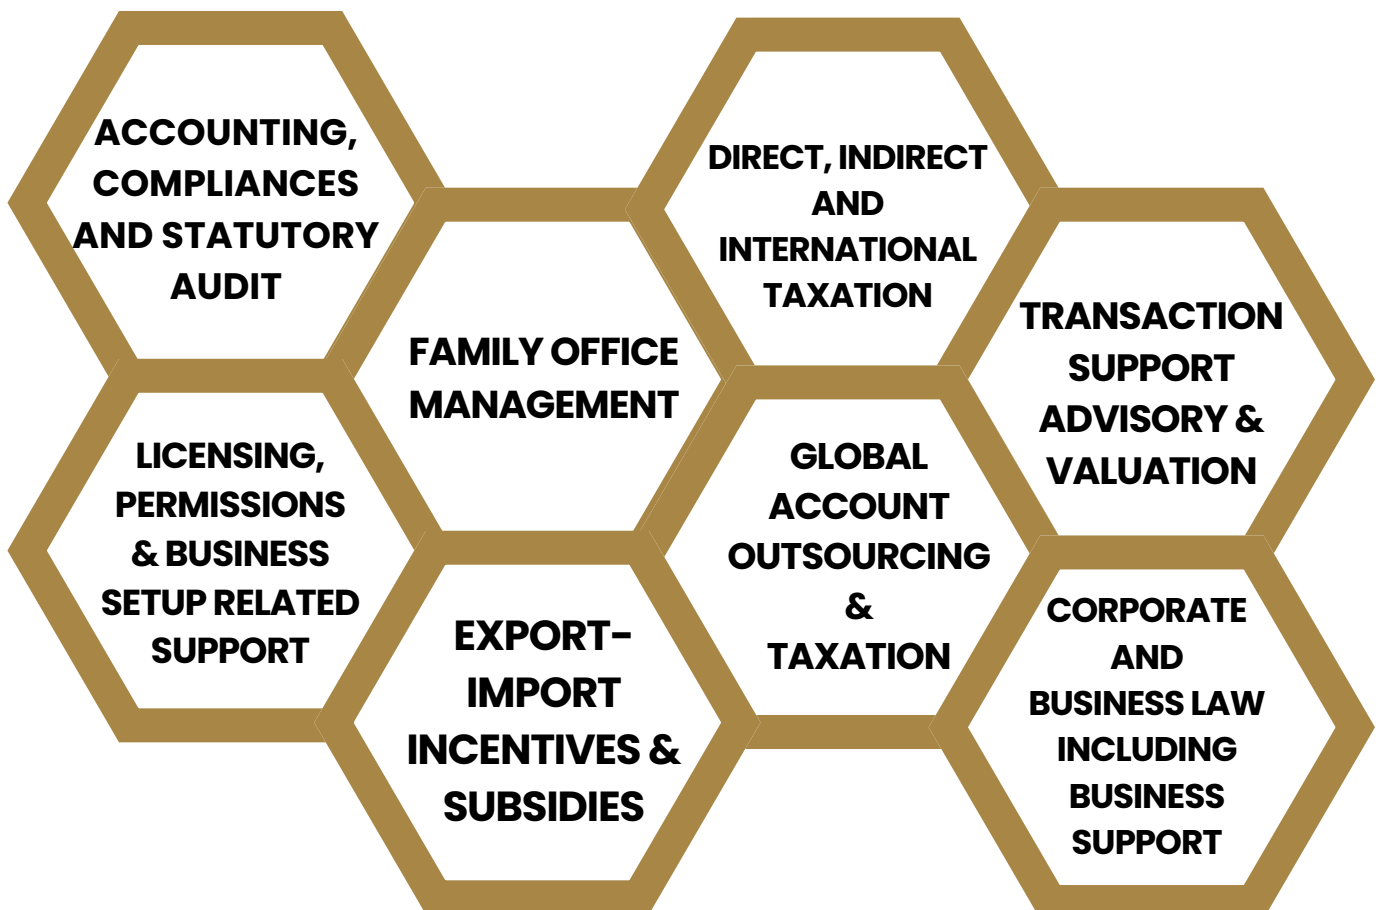 ACCOUNTING,
COMPLIANCES
AND STATUTORY
AUDIT
DIRECT, INDIRECT
AND
INTERNATIONAL
TAXATION
FAMILY OFFICE
MANAGEMENT
TRANSACTION
SUPPORT
ADVISORY &
VALUATION
LICENSING,
PERMISSIONS
& BUSINESS
SETUP RELATED
SUPPORT
GLOBAL
ACCOUNT
OUTSOURCING
&
TAXATION
EXPORT-
IMPORT
INCENTIVES &
SUBSIDIES
CORPORATE
AND
BUSINESS LAW
INCLUDING
BUSINESS
SUPPORT